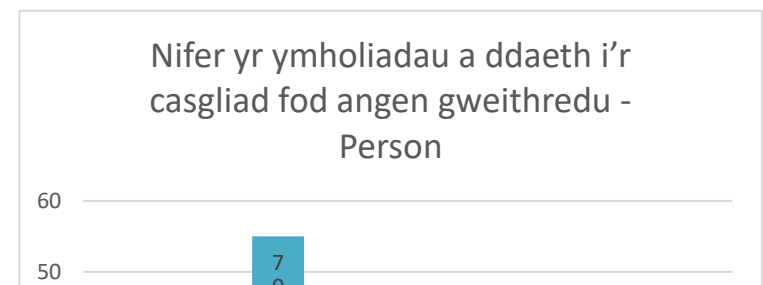 Nifer yr ymholiadau a ddaeth i’r
casgliad fod angen gweithredu -
Person
60
7
50